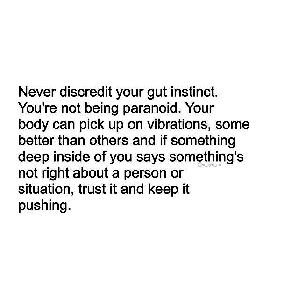 Never discredit your gut instinct.
You're not being paranoid. Your
body can pick up on vibrations, some
better than others and if something
deep inside of you says something's
not right about a person or
situation, trust it and keep it
pushing.